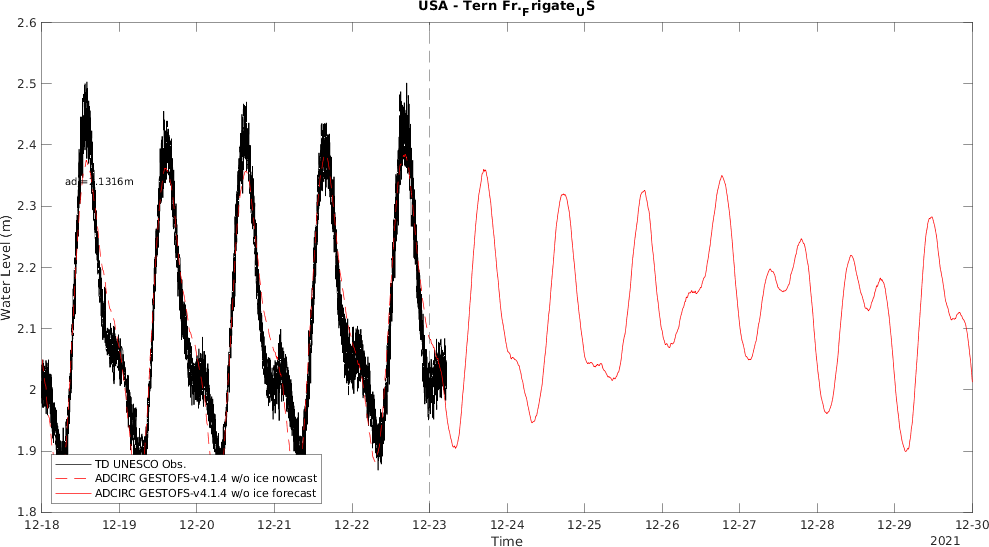 USA - Tern Fr.FrigateUS
2.6
2.5
2.4
2.3
2.2
2.1
2
1.9
1.8
Water Level (m)
adj=2.1316m
TD UNESCO Obs.
ADCIRC GESTOFS-v4.1.4 w/o ice nowcast
ADCIRC GESTOFS-v4.1.4 w/o ice forecast
12-18 12-19 12-20 12-21 12-22 12-23 12-24 12-25 12-26 12-27 12-28 12-29 12-30
Time
2021